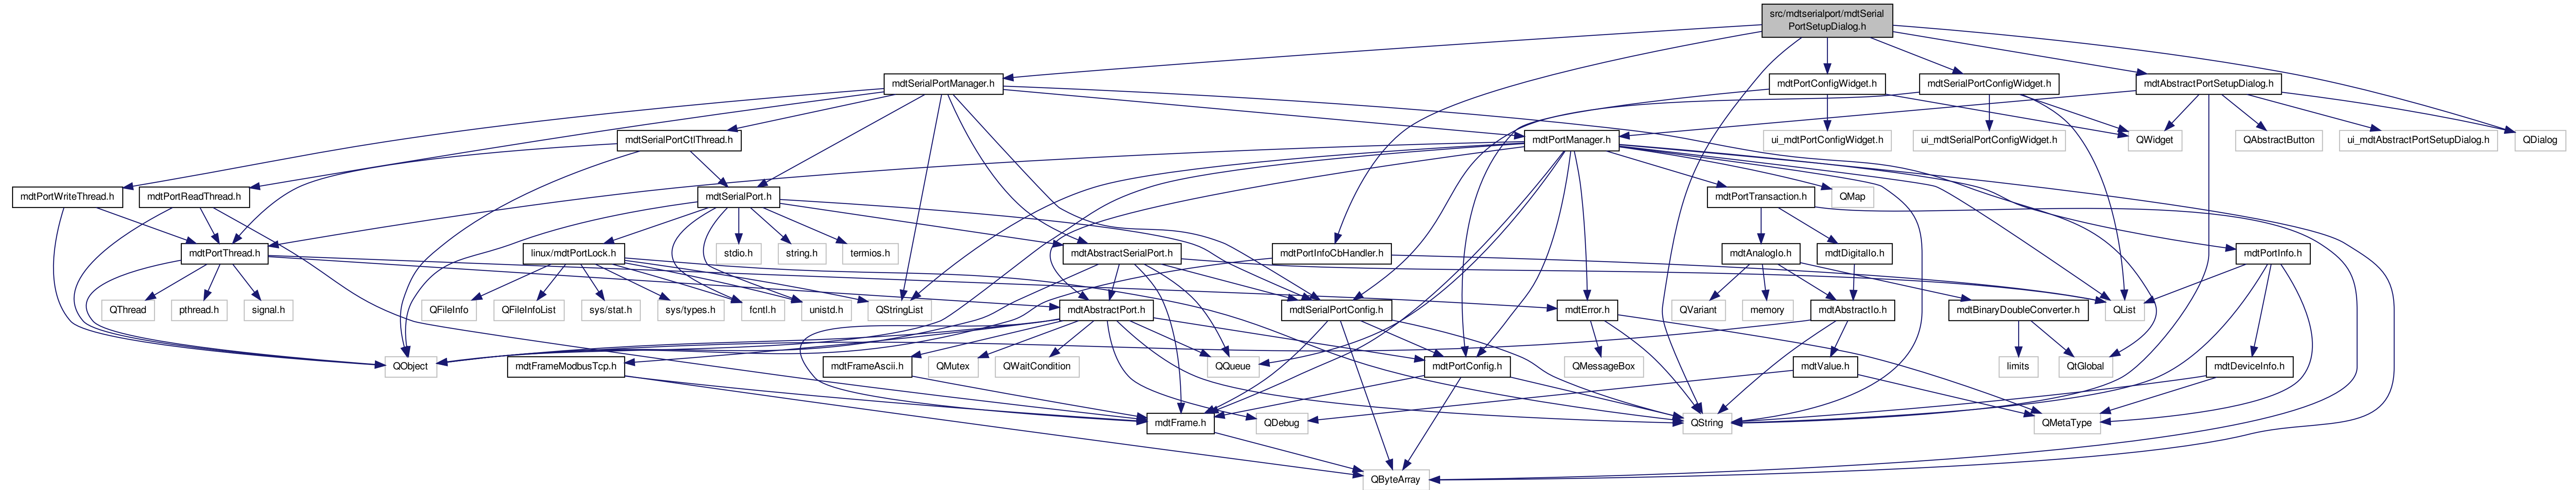 src/mdtserialport/mdtSerial
PortSetupDialog.h
mdtSerialPortManager.h
mdtPortConfigWidget.h
mdtSerialPortConfigWidget.h
mdtAbstractPortSetupDialog.h
mdtSerialPortCtlThread.h
mdtPortManager.h
ui_mdtPortConfigWidget.h
ui_mdtSerialPortConfigWidget.h
QWidget
QAbstractButton
ui_mdtAbstractPortSetupDialog.h
QDialog
mdtPortWriteThread.h
mdtPortReadThread.h
mdtSerialPort.h
mdtPortTransaction.h
QMap
mdtPortThread.h
linux/mdtPortLock.h
stdio.h
string.h
termios.h
mdtAbstractSerialPort.h
mdtPortInfoCbHandler.h
mdtAnalogIo.h
mdtDigitalIo.h
mdtPortInfo.h
QThread
pthread.h
signal.h
QFileInfo
QFileInfoList
sys/stat.h
sys/types.h
fcntl.h
unistd.h
QStringList
mdtAbstractPort.h
mdtSerialPortConfig.h
mdtError.h
QVariant
memory
mdtAbstractIo.h
mdtBinaryDoubleConverter.h
QList
QObject
mdtFrameModbusTcp.h
mdtFrameAscii.h
QMutex
QWaitCondition
QQueue
mdtPortConfig.h
QMessageBox
mdtValue.h
limits
QtGlobal
mdtDeviceInfo.h
mdtFrame.h
QDebug
QString
QMetaType
QByteArray